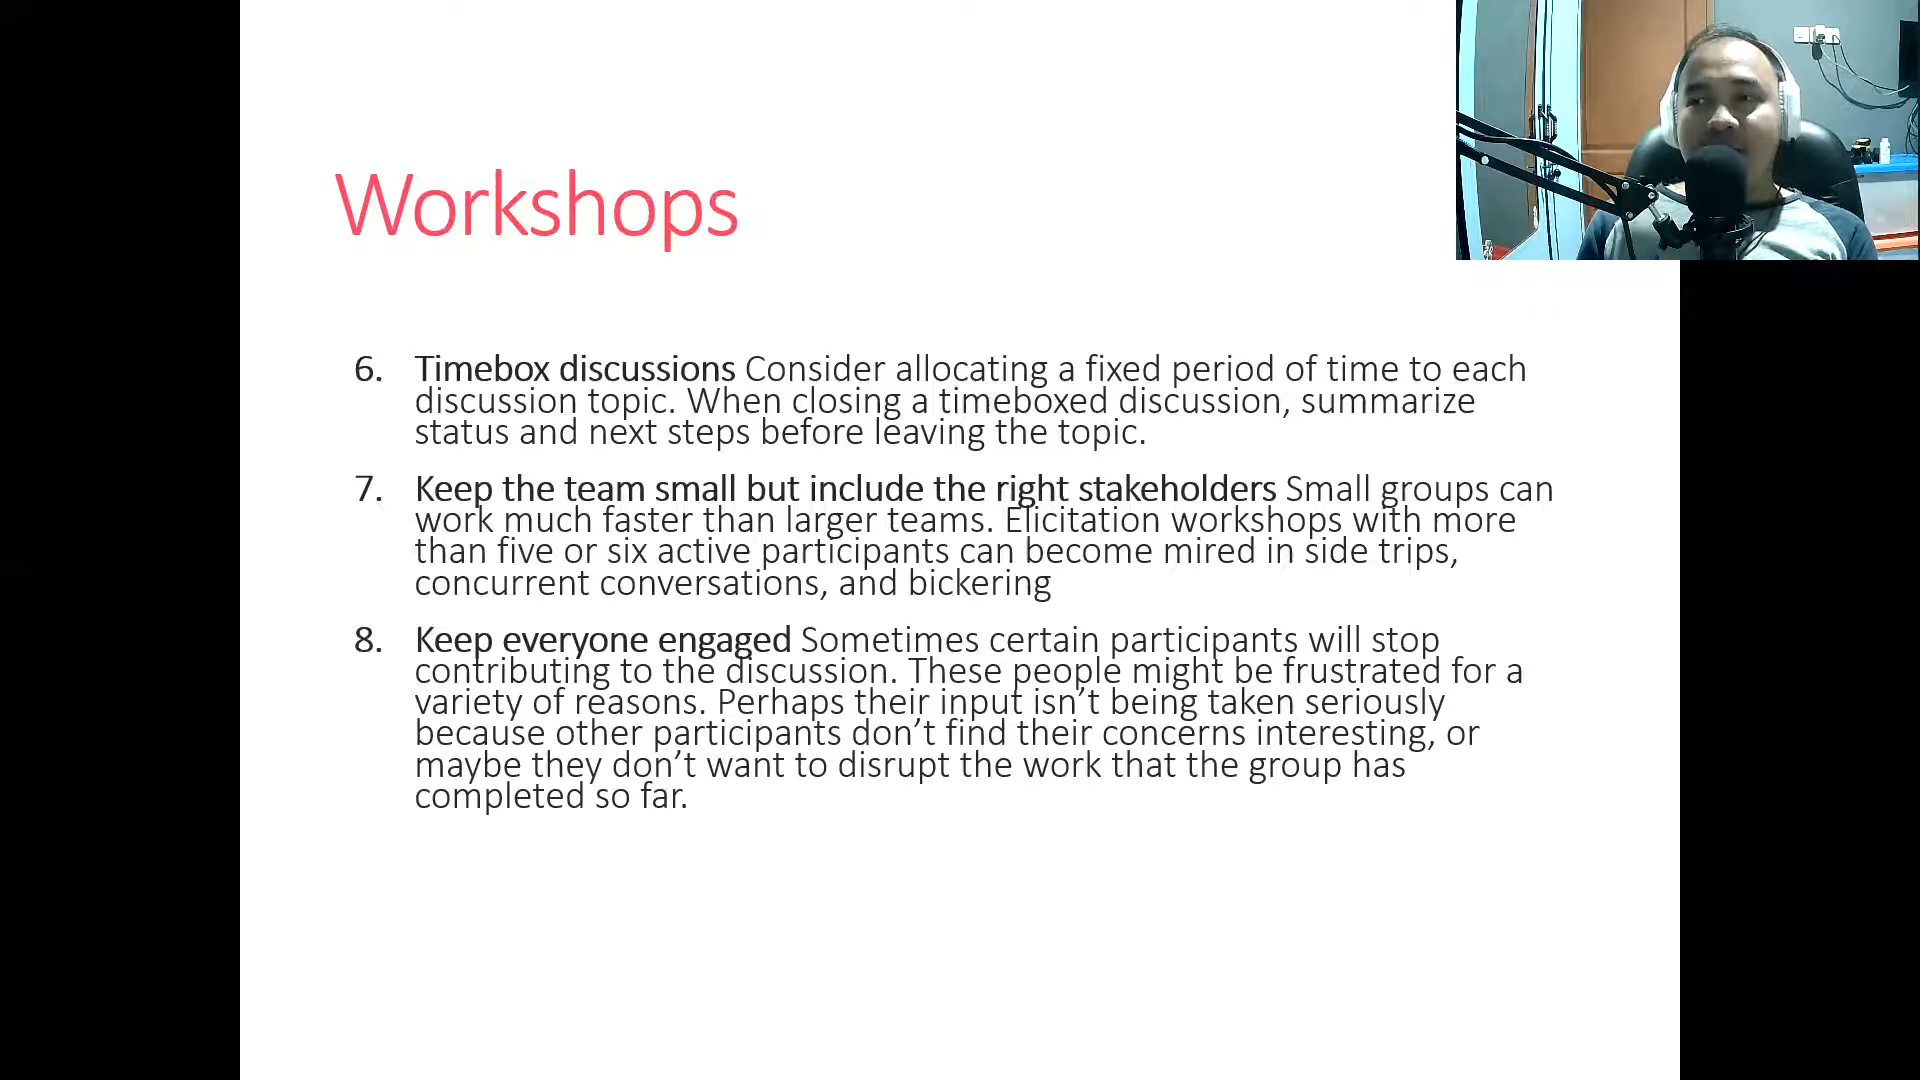 Workshops
6. Timebox discussions Consider allocating a fixed period of time to each
discussion topic. When closing a timeboxed discussion, summarize
status and next steps before leaving the topic.
7. Keep the team small but include the right stakeholders Small groups can
work much faster than larger teams. Elicitation workshops with more
than five or six active participants can become mired in side trips,
concurrent conversations, and bickering
8. Keep everyone engaged Sometimes certain participants will stop
contributing to the discussion. These people might be frustrated for a
variety of reasons. Perhaps their input isn’t being taken seriously
because other participants don’t find their concerns interesting, or
maybe they don’t want to disrupt the work that the group has
completed so far.